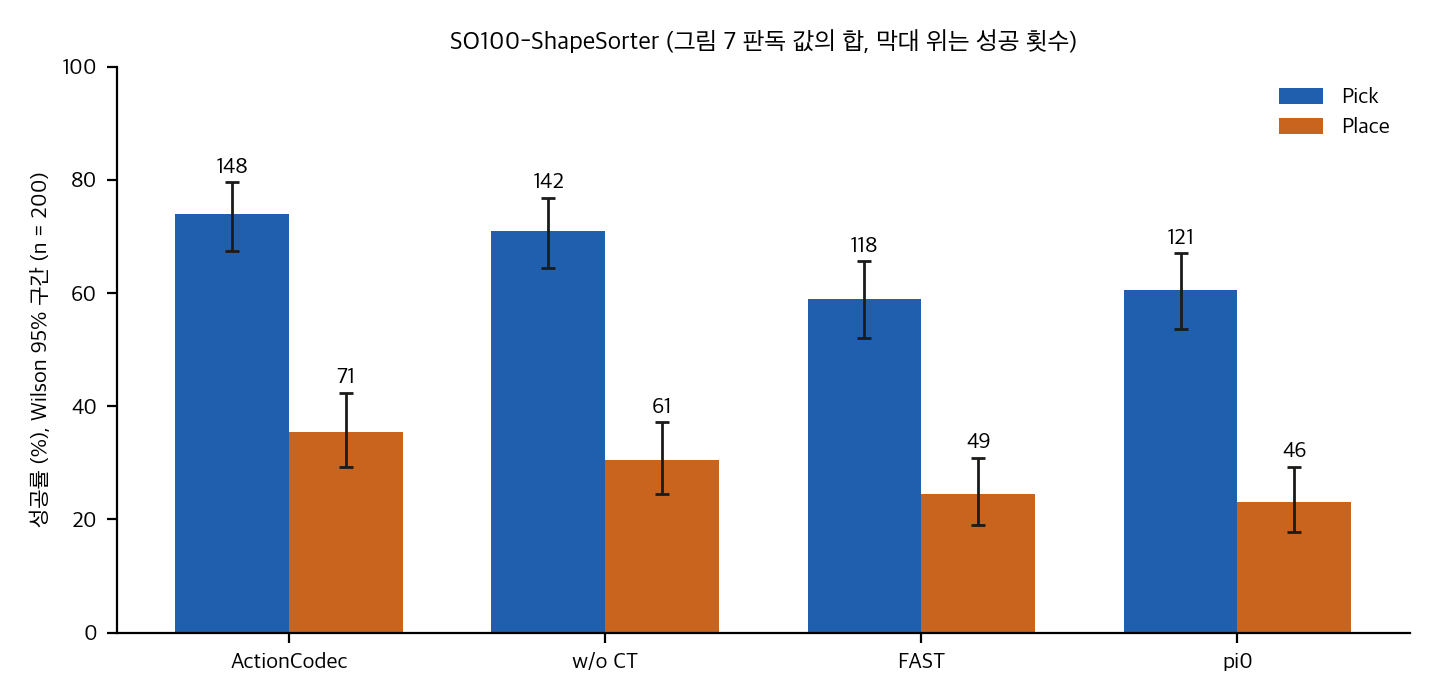 SO100-ShapeSorter (그림 7 판독 값의 합, 막대 위는 성공 횟수)
성공률 (%), Wilson 95% 구간 (n = 200)
100
80
60
40
20
0
Pick
Place
148
71
142
61
118
49
121
46
ActionCodec
w/o CT
FAST
pi0